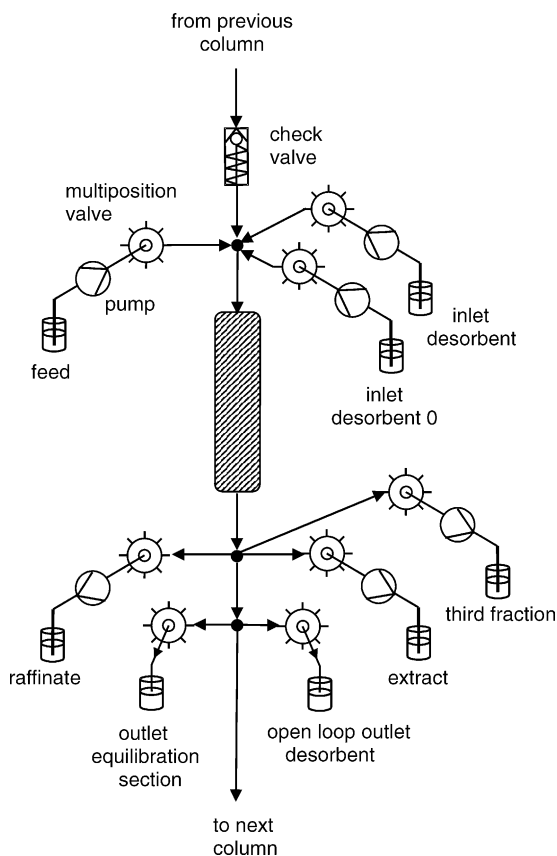 from previous
column
check
valve
multiposition
valve
pump
feed
inlet
desorbent
inlet
desorbent 0
third fraction
raffinate
extract
outlet
equilibration
section
open loop outlet
desorbent
to next
column